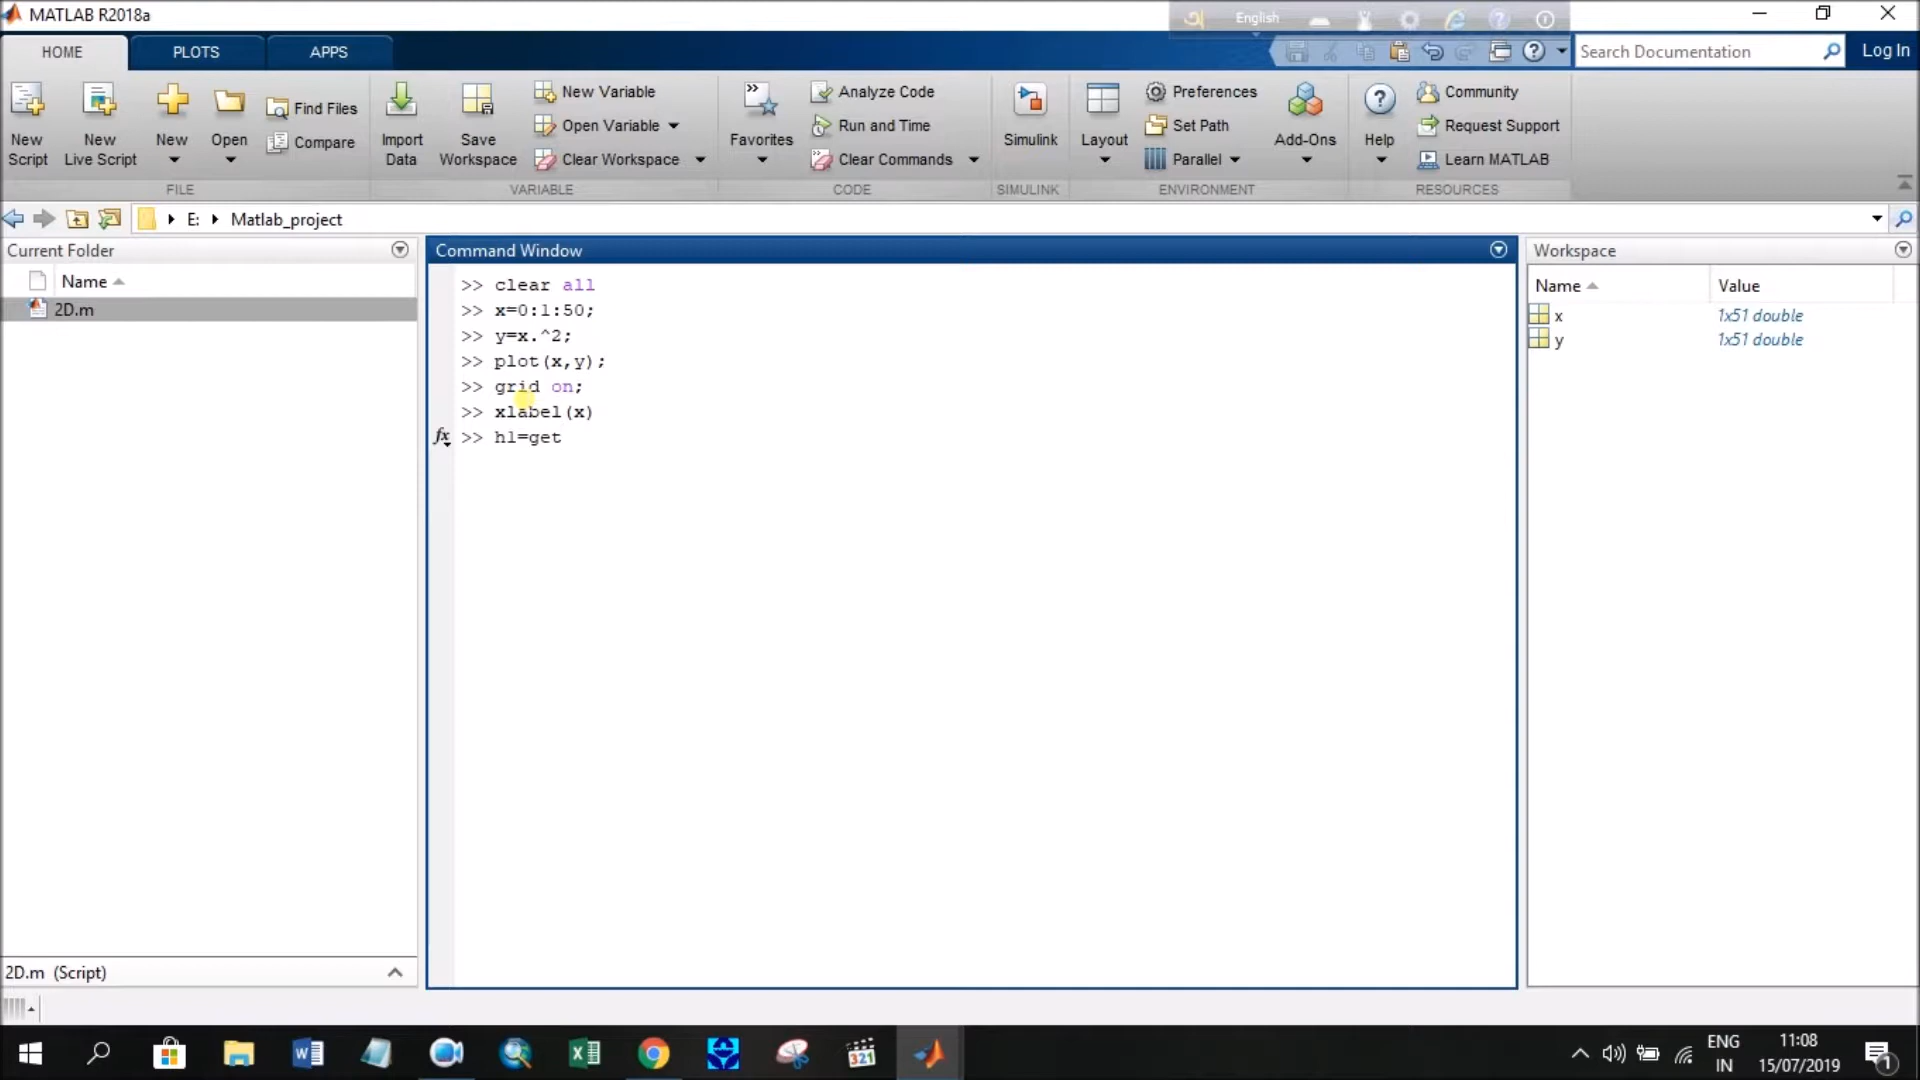 MATLAB R2018a
English
HOME PLOTS APPS
Search Documentation
Log In
New Script
New Live Script
New
Open
Find Files
Compare
FILE
Import Data
Save Workspace
New Variable
Open Variable
Clear Workspace
VARIABLE
Favorites
Analyze Code
Run and Time
Clear Commands
CODE
Simulink
SIMULINK
Layout
Preferences
Set Path
Parallel
Add-Ons
ENVIRONMENT
Help
Community
Request Support
Learn MATLAB
RESOURCES
E: Matlab_project
Current Folder
Name
2D.m
2D.m (Script)
Command Window
>> clear all
>> x=0:1:50;
>> y=x.^2;
>> plot(x,y);
>> grid on;
>> xlabel(x)
fx >> h1=get
Workspace
Name Value
x 1x51 double
y 1x51 double
321
ENG
IN
11:08
15/07/2019
1